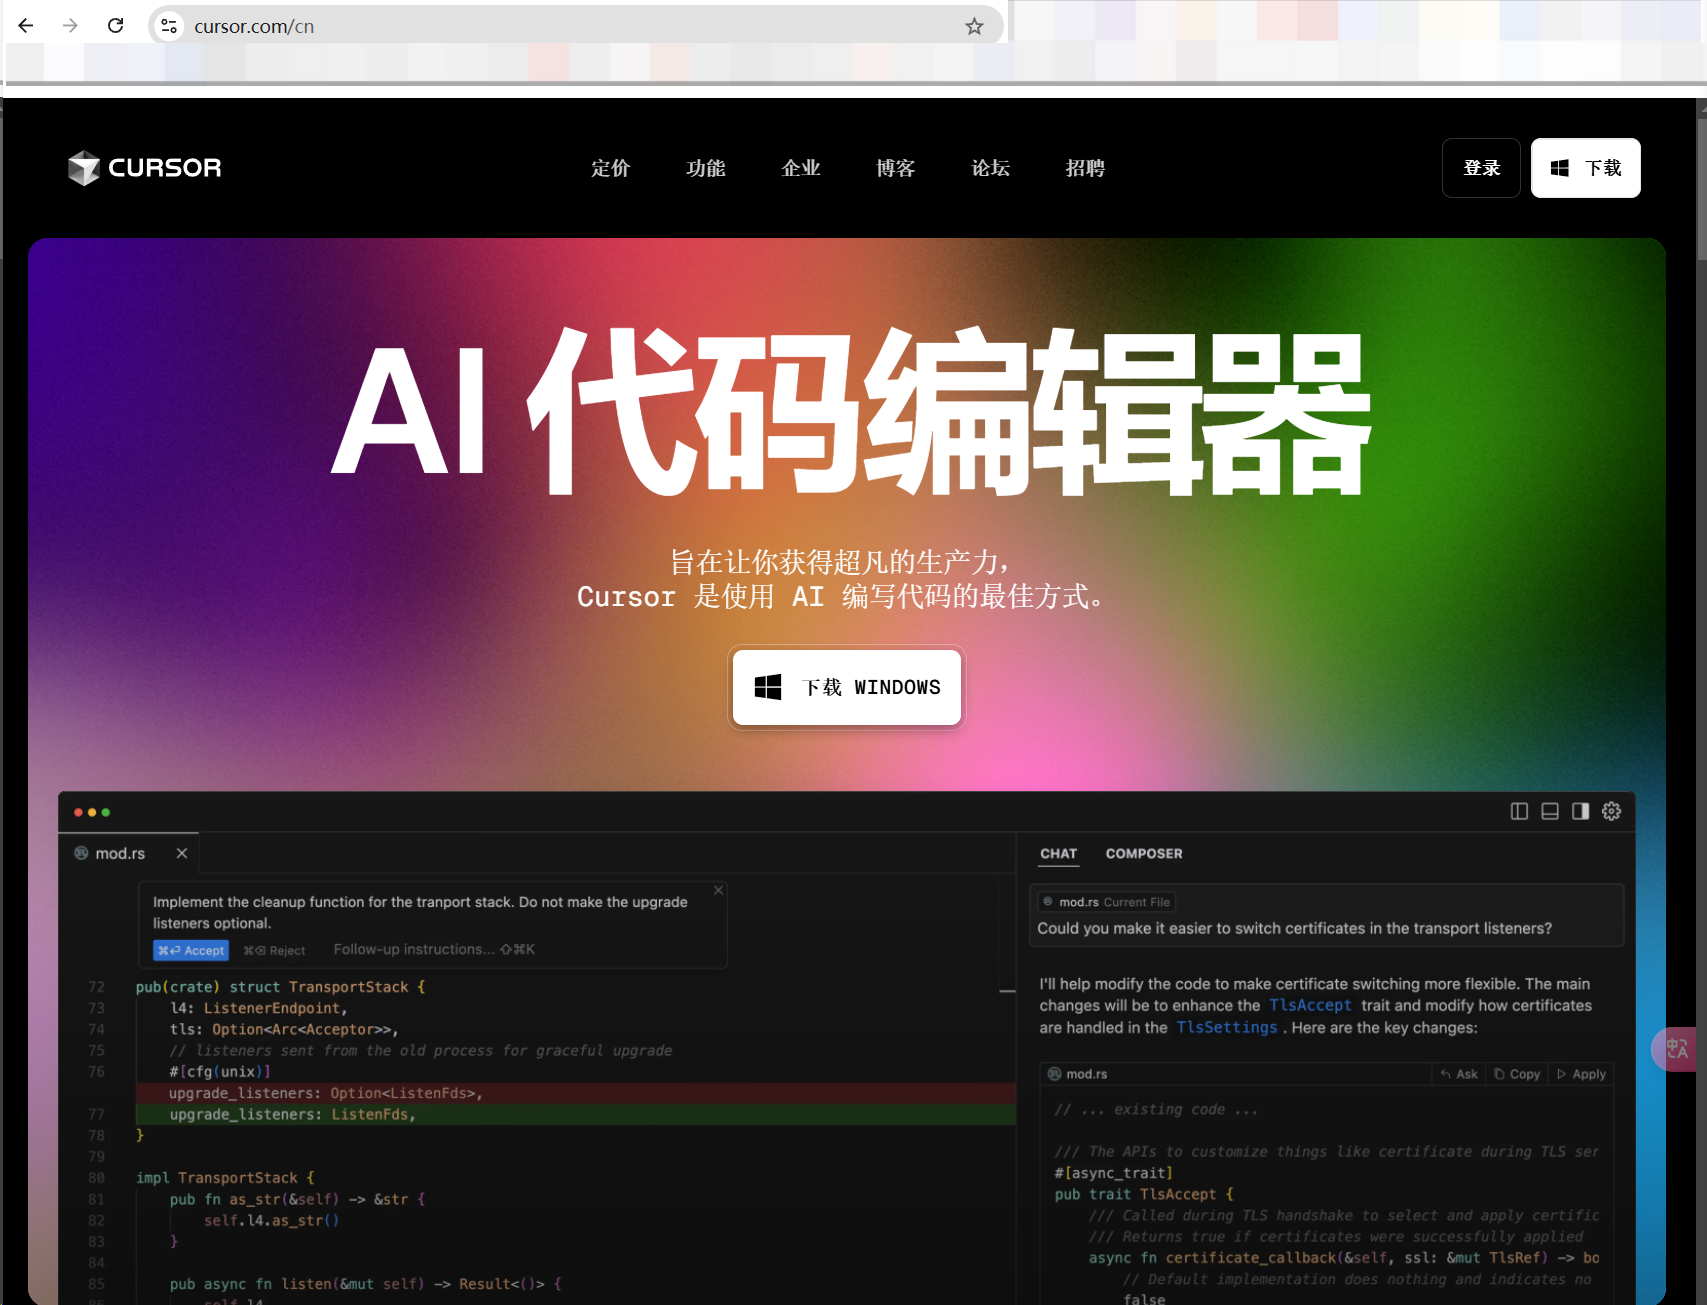 cursor.com/cn
CURSOR
定价 功能 企业 博客 论坛 招聘
登录
下载
AI 代码编辑器
旨在让你获得超凡的生产力，
Cursor 是使用 AI 编写代码的最佳方式。
下载 WINDOWS
mod.rs
Implement the cleanup function for the tranport stack. Do not make the upgrade
listeners optional.
⌘⏎ Accept ⌘⌫ Reject Follow-up instructions... ⇧⌘K
72 pub(crate) struct TransportStack {
73 l4: ListenerEndpoint,
74 tls: Option<Arc<Acceptor>>,
75 // listeners sent from the old process for graceful upgrade
76 #[cfg(unix)]
upgrade_listeners: Option<ListenFds>,
77 upgrade_listeners: ListenFds,
78 }
79
80 impl TransportStack {
81 pub fn as_str(&self) -> &str {
82 self.l4.as_str()
83 }
84
85 pub async fn listen(&mut self) -> Result<()> {
86 self.l4
CHAT COMPOSER
mod.rs Current File
Could you make it easier to switch certificates in the transport listeners?
I'll help modify the code to make certificate switching more flexible. The main
changes will be to enhance the TlsAccept trait and modify how certificates
are handled in the TlsSettings. Here are the key changes:
mod.rs Ask Copy Apply
// ... existing code ...
/// The APIs to customize things like certificate during TLS ser
#[async_trait]
pub trait TlsAccept {
/// Called during TLS handshake to select and apply certific
/// Returns true if certificates were successfully applied
async fn certificate_callback(&self, ssl: &mut TlsRef) -> bo
// Default implementation does nothing and indicates no
false
中 A